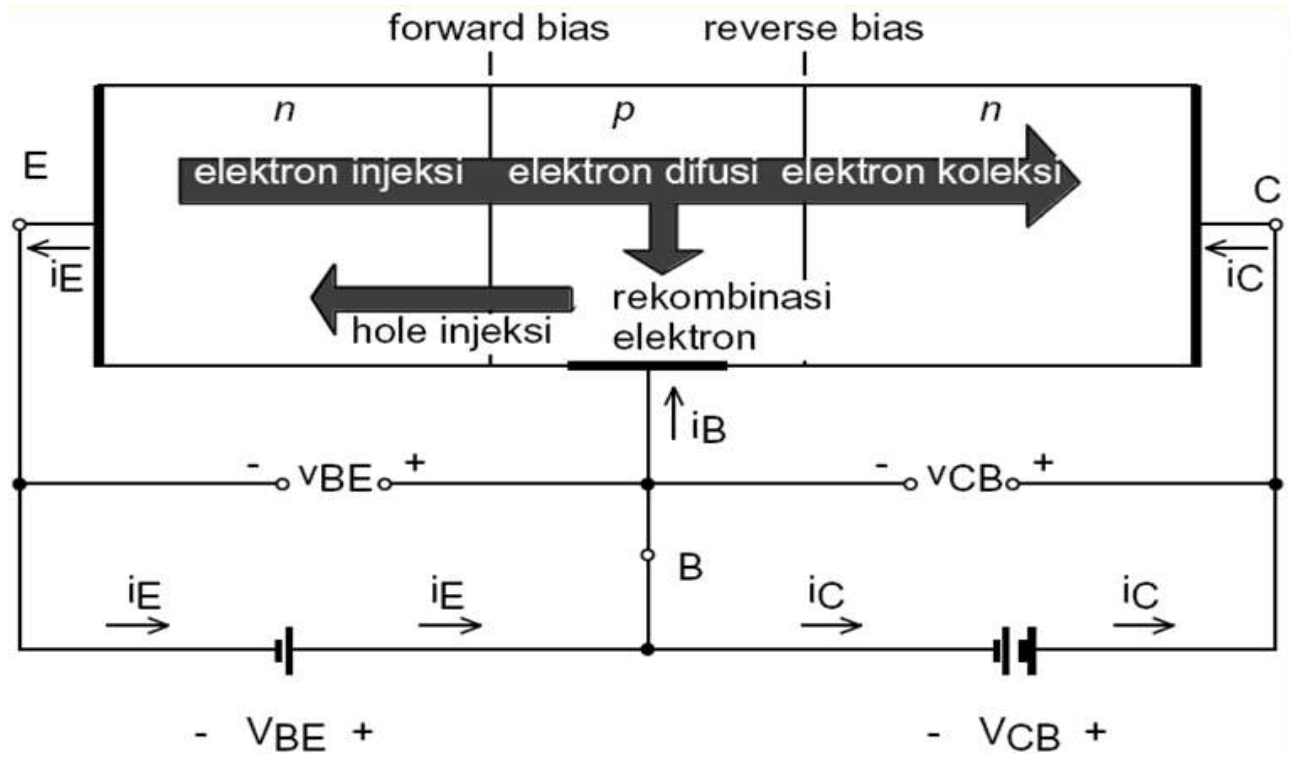 forward bias reverse bias
n p n
E elektron injeksi elektron difusi elektron koleksi C
iE hole injeksi rekombinasi iC
elektron
iB
- vBE + - vCB +
B
iE iE iC iC
- VBE + - VCB +